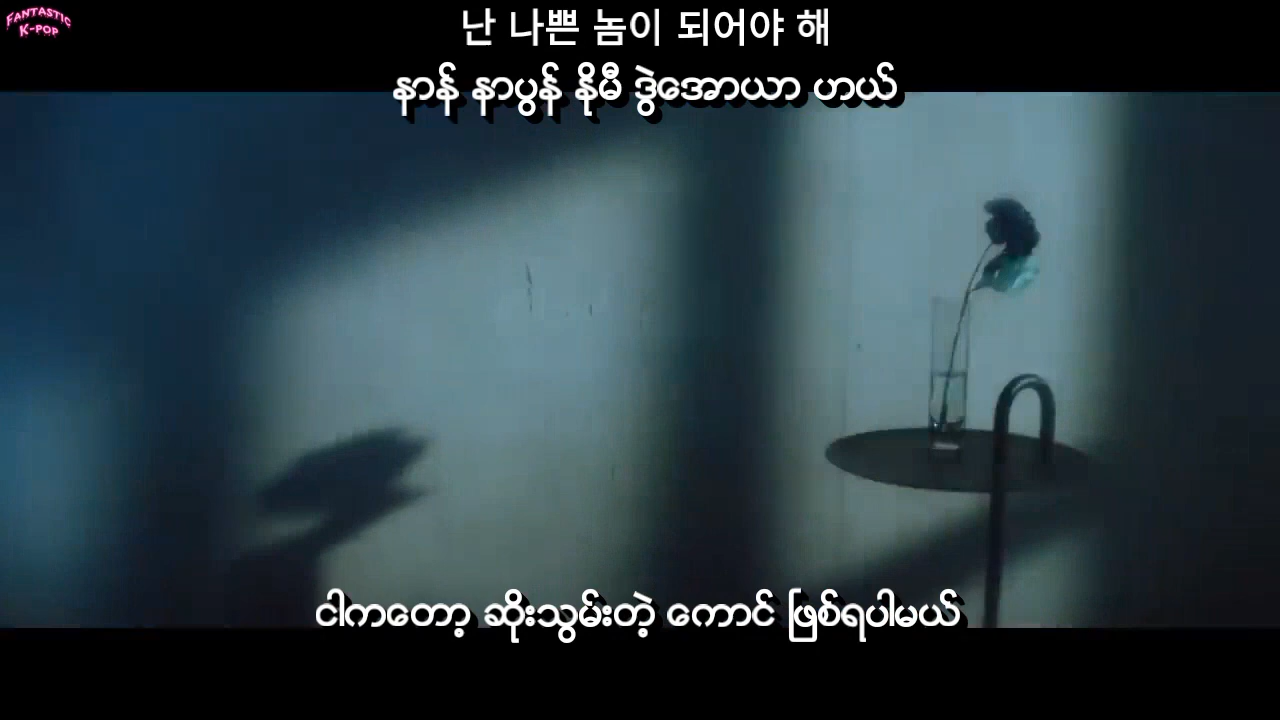 FANTASTIC
K-POP
난 나쁜 놈이 되어야 해
နာန် နာပွန် နိုမီ ဒွဲအောယာ ဟယ်
ငါကတော့ ဆိုးသွမ်းတဲ့ ကောင် ဖြစ်ရပါမယ်